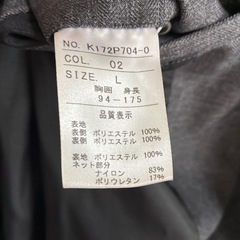 NO. K172P704-0
COL. 02
SIZE. L
胸囲 身長
94-175
品質表示
表地
表側 ポリエステル 100%
裏側 ポリエステル 100%
裏地 ポリエステル 100%
ネット部分
ナイロン 83%
ポリウレタン 17%